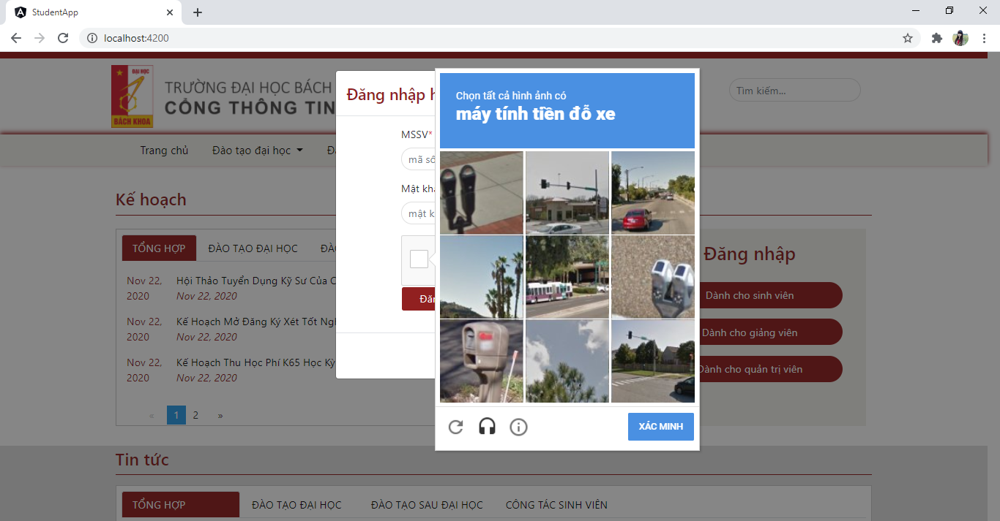 StudentApp
localhost:4200
ĐẠI HỌC
BÁCH KHOA
TRƯỜNG ĐẠI HỌC BÁCH
CỔNG THÔNG TIN
Tìm kiếm...
Trang chủ
Đào tạo đại học
Đăng nhập
MSSV*
mã số
Mật
mật
Chọn tất cả hình ảnh có
máy tính tiền đỗ xe
XÁC MINH
Kế hoạch
TỔNG HỢP
ĐÀO TẠO ĐẠI HỌC
Nov 22, 2020
Hội Thảo Tuyển Dụng Kỹ Sư Của
Nov 22, 2020
Nov 22, 2020
Kế Hoạch Mở Đăng Ký Xét Tốt
Nov 22, 2020
Nov 22, 2020
Kế Hoạch Thu Học Phí K65 Học Kỳ
Nov 22, 2020
«
1
2
»
Đăng nhập
Dành cho sinh viên
Dành cho giảng viên
Dành cho quản trị viên
Tin tức
TỔNG HỢP
ĐÀO TẠO ĐẠI HỌC
ĐÀO TẠO SAU ĐẠI HỌC
CÔNG TÁC SINH VIÊN